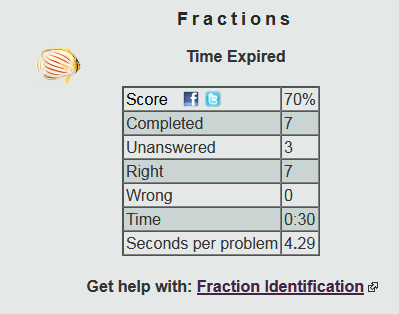 Fractions
Time Expired
Score 70%
Completed 7
Unanswered 3
Right 7
Wrong 0
Time 0:30
Seconds per problem 4.29
Get help with: Fraction Identification